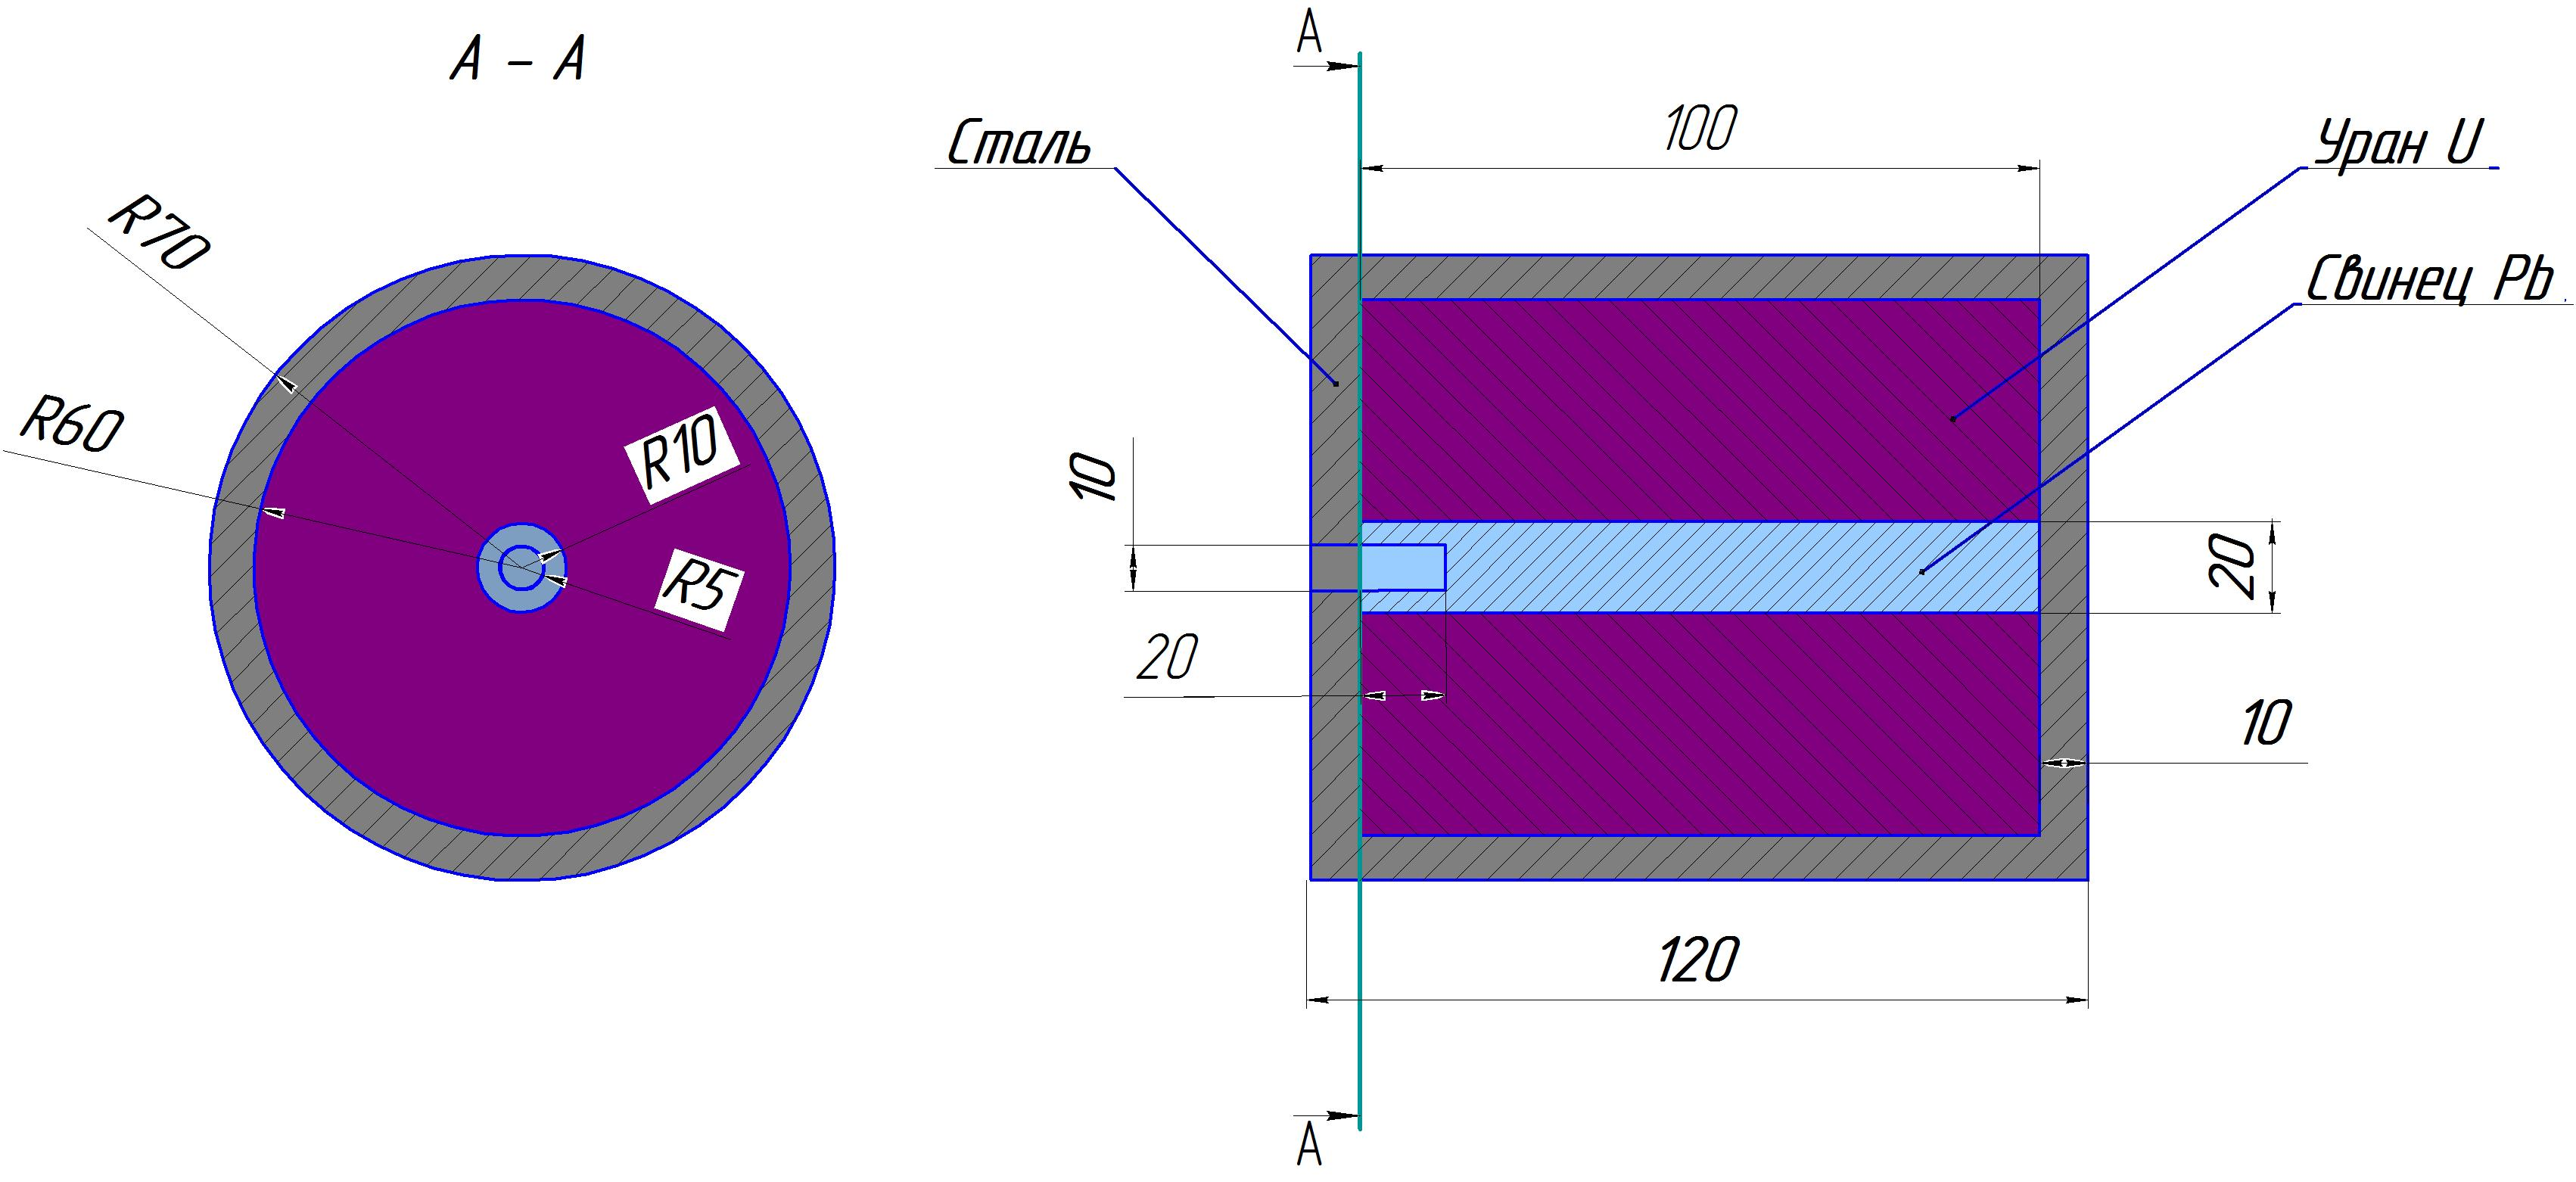 А - А
R70
R60
R10
R5
А
Сталь
100
Уран U
Свинец Pb
10
20
20
10
120
А